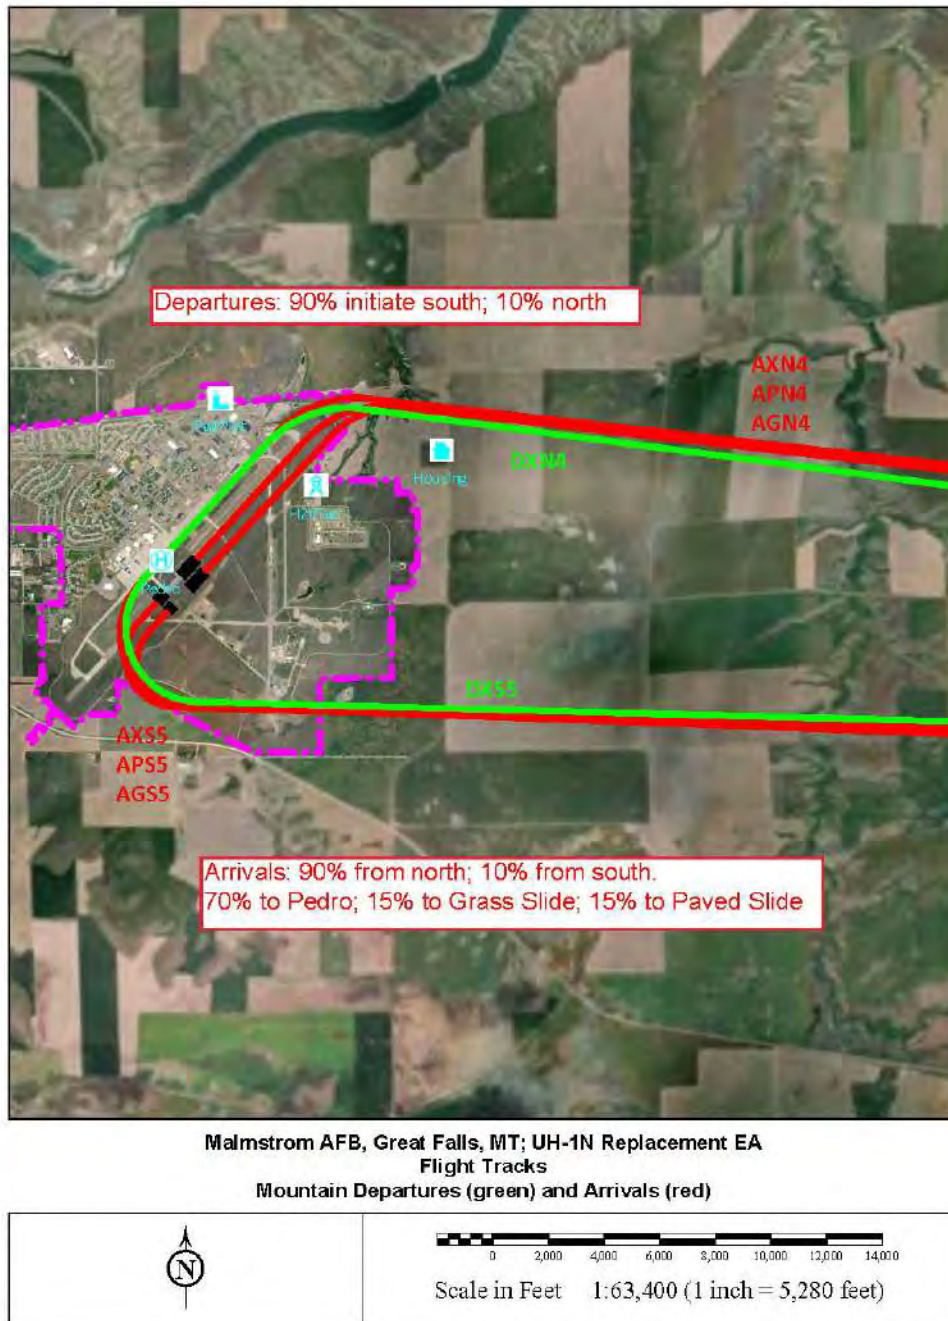 Departures: 90% initiate south; 10% north
AXN4
APN4
AGN4
DXN4
Housing
Pedro
DXS5
AXS5
APS5
AGS5
Arrivals: 90% from north; 10% from south.
70% to Pedro; 15% to Grass Slide; 15% to Paved Slide
Malmstrom AFB, Great Falls, MT; UH-1N Replacement EA
Flight Tracks
Mountain Departures (green) and Arrivals (red)
N
0 2,000 4,000 6,000 8,000 10,000 12,000 14,000
Scale in Feet 1:63,400 (1 inch = 5,280 feet)
H